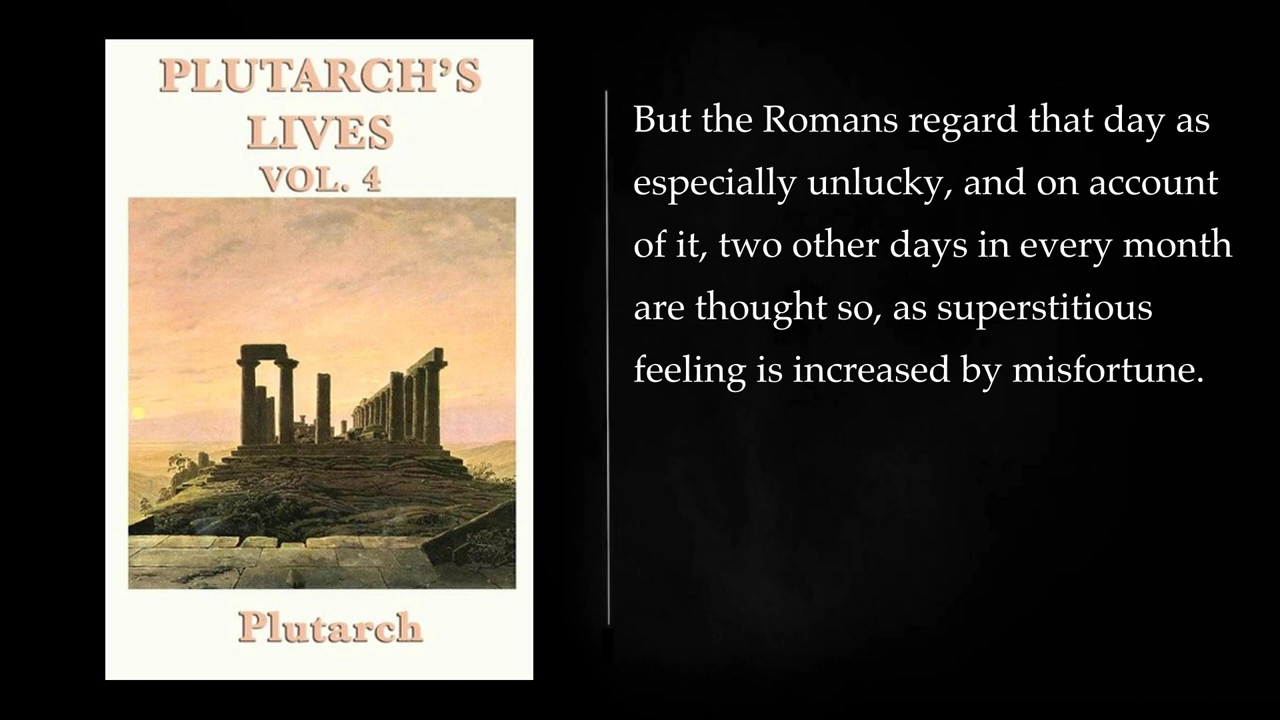 PLUTARCH'S
LIVES
VOL. 4
Plutarch
But the Romans regard that day as
especially unlucky, and on account
of it, two other days in every month
are thought so, as superstitious
feeling is increased by misfortune.